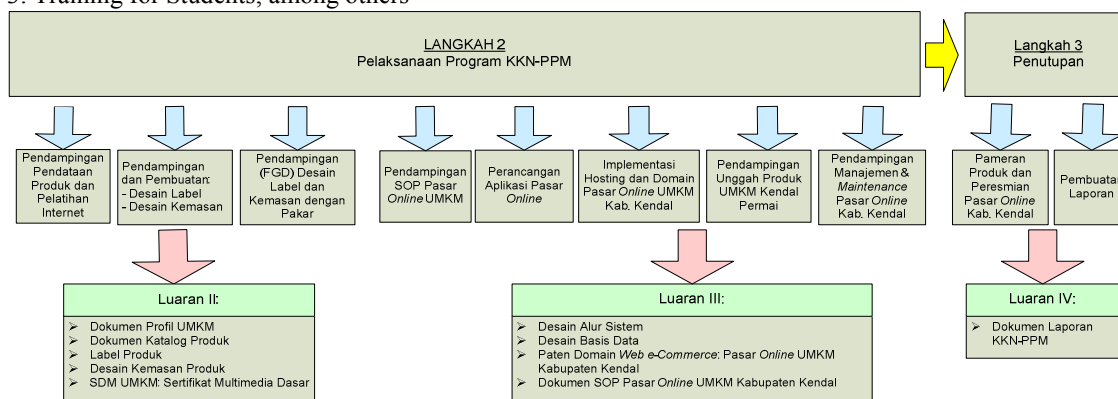 3. Training for Students, among others
LANGKAH 2
Pelaksanaan Program KKN-PPM
Langkah 3
Penutupan
Pendampingan
Pendataan
Produk dan
Pelatihan
Internet
Pendampingan
dan Pembuatan:
- Desain Label
- Desain Kemasan
Pendampingan
(FGD) Desain
Label dan
Kemasan dengan
Pakar
Pendampingan
SOP Pasar
Online UMKM
Perancangan
Aplikasi Pasar
Online
Implementasi
Hosting dan Domain
Pasar Online UMKM
Kab. Kendal
Pendampingan
Unggah Produk
UMKM Kendal
Permai
Pendampingan
Manajemen &
Maintenance
Pasar Online
Kab. Kendal
Pameran
Produk dan
Peresmian
Pasar Online
Kab. Kendal
Pembuatan
Laporan
Luaran II:
➢ Dokumen Profil UMKM
➢ Dokumen Katalog Produk
➢ Label Produk
➢ Desain Kemasan Produk
➢ SDM UMKM: Sertifikat Multimedia Dasar
Luaran III:
➢ Desain Alur Sistem
➢ Desain Basis Data
➢ Paten Domain Web e-Commerce: Pasar Online UMKM
Kabupaten Kendal
➢ Dokumen SOP Pasar Online UMKM Kabupaten Kendal
Luaran IV:
➢ Dokumen Laporan
KKN-PPM